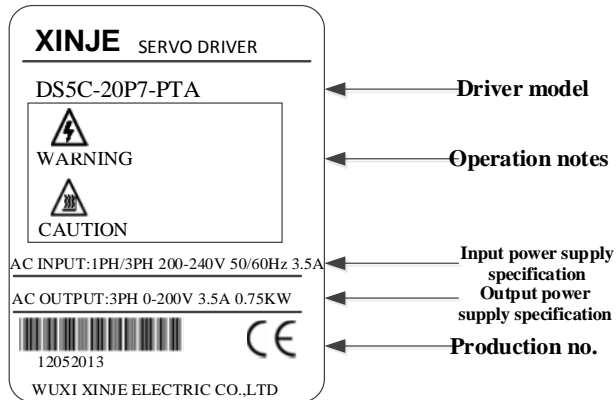 XINJE SERVO DRIVER
DS5C-20P7-PTA
Driver model
WARNING
Operation notes
CAUTION
AC INPUT:1PH/3PH 200-240V 50/60Hz 3.5A
Input power supply
specification
AC OUTPUT:3PH 0-200V 3.5A 0.75KW
Output power
supply specification
CE
Production no.
12052013
WUXI XINJE ELECTRIC CO.,LTD